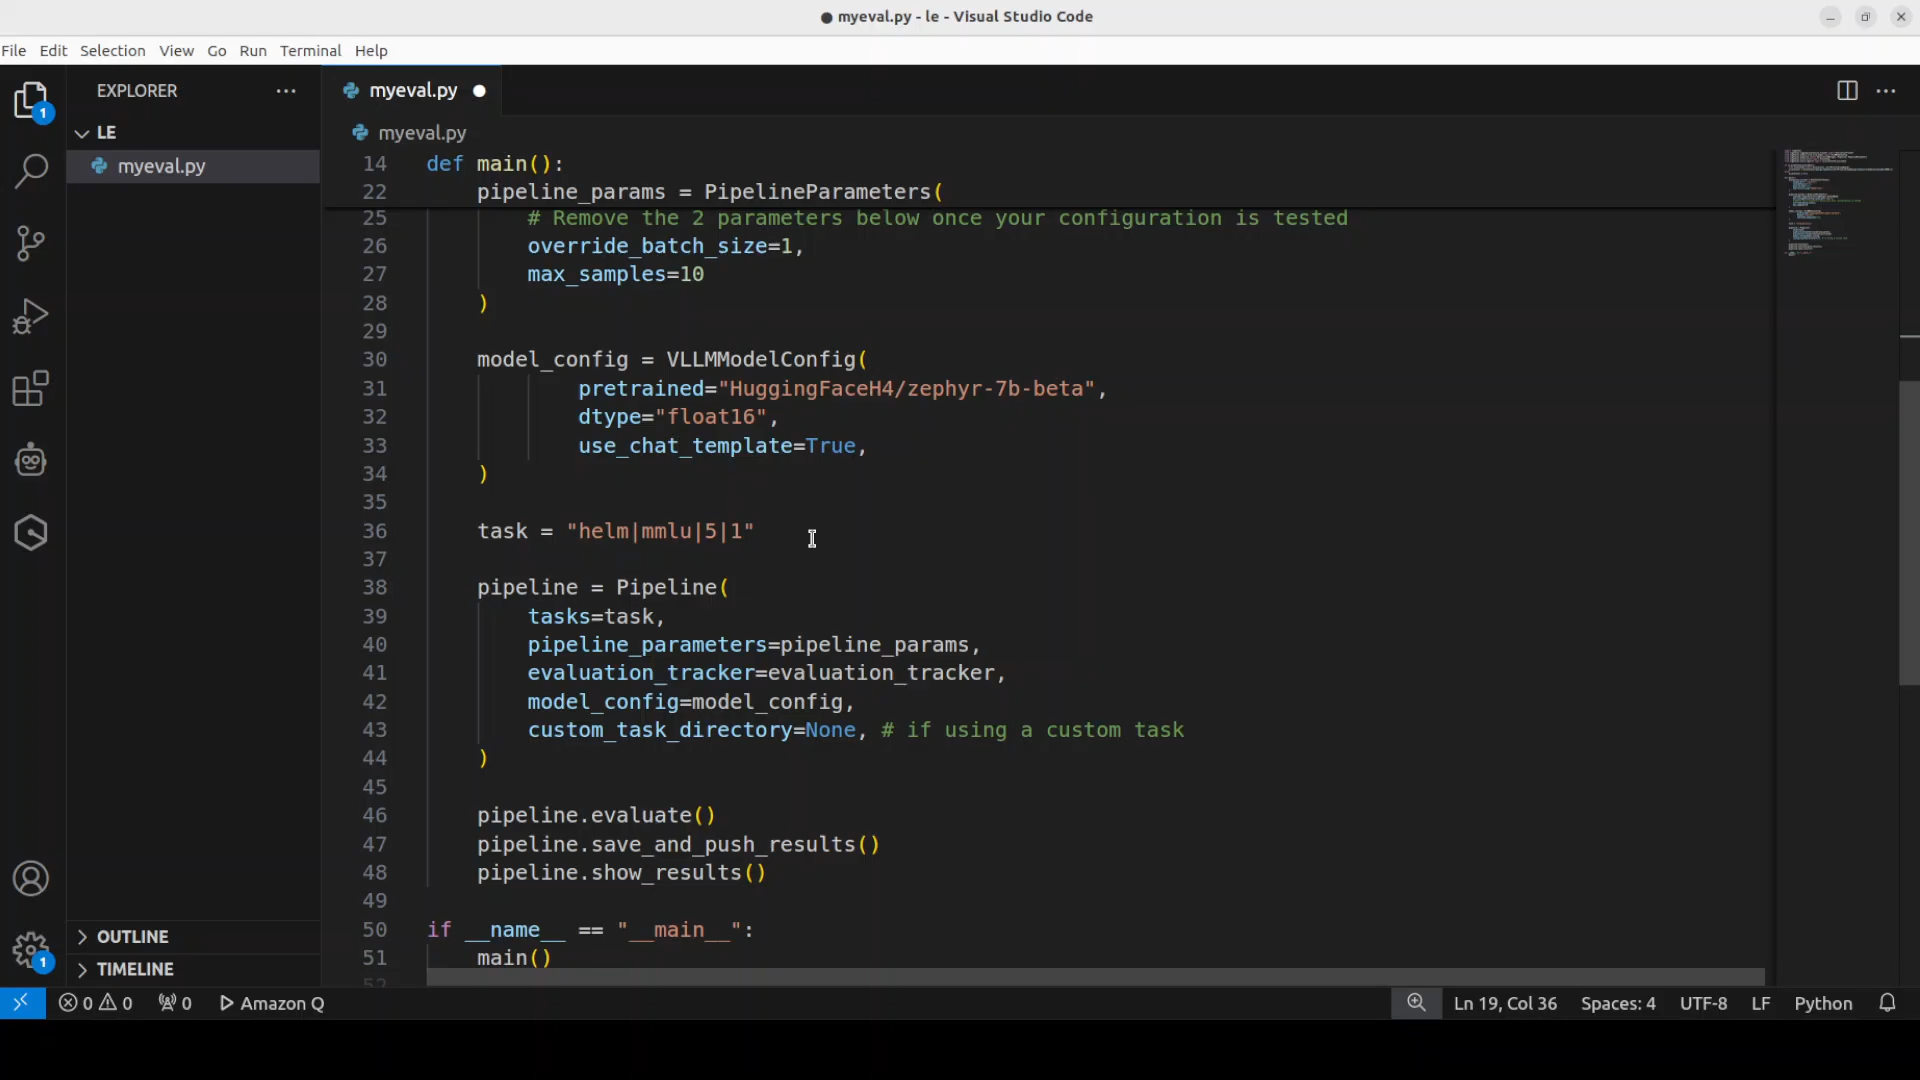 ● myeval.py - le - Visual Studio Code
File Edit Selection View Go Run Terminal Help
EXPLORER ···
myeval.py ●
1
LE
myeval.py
myeval.py
14 def main():
22 pipeline_params = PipelineParameters(
25 # Remove the 2 parameters below once your configuration is tested
26 override_batch_size=1,
27 max_samples=10
28 )
29
30 model_config = VLLMModelConfig(
31 pretrained="HuggingFaceH4/zephyr-7b-beta",
32 dtype="float16",
33 use_chat_template=True,
34 )
35
36 task = "helm|mmlu|5|1"
37
38 pipeline = Pipeline(
39 tasks=task,
40 pipeline_parameters=pipeline_params,
41 evaluation_tracker=evaluation_tracker,
42 model_config=model_config,
43 custom_task_directory=None, # if using a custom task
44 )
45
46 pipeline.evaluate()
47 pipeline.save_and_push_results()
48 pipeline.show_results()
49
50 if __name__ == "__main__":
51 main()
52
OUTLINE
1
TIMELINE
0 0 0 Amazon Q Ln 19, Col 36 Spaces: 4 UTF-8 LF Python